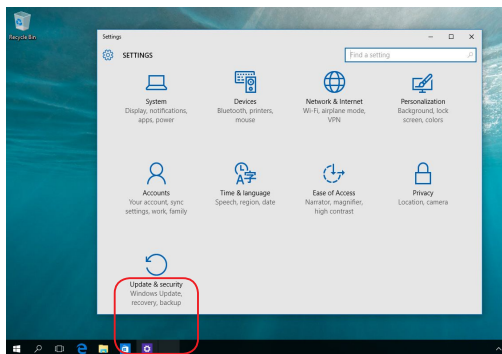 Recycle Bin
Settings
SETTINGS
Find a setting
System
Display, notifications,
apps, power
Devices
Bluetooth, printers,
mouse
Network & Internet
Wi-Fi, airplane mode,
VPN
Personalization
Background, lock
screen, colors
Accounts
Your account, sync
settings, work, family
Time & language
Speech, region, date
Ease of Access
Narrator, magnifier,
high contrast
Privacy
Location, camera
Update & security
Windows Update,
recovery, backup